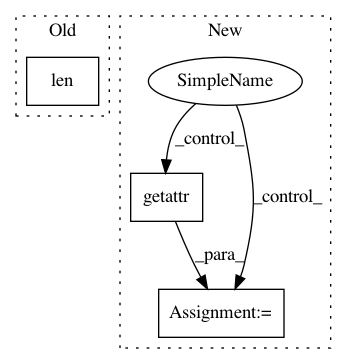 Old
New
len
SimpleName
_control_
getattr
_control_
_para_
Assignment:=